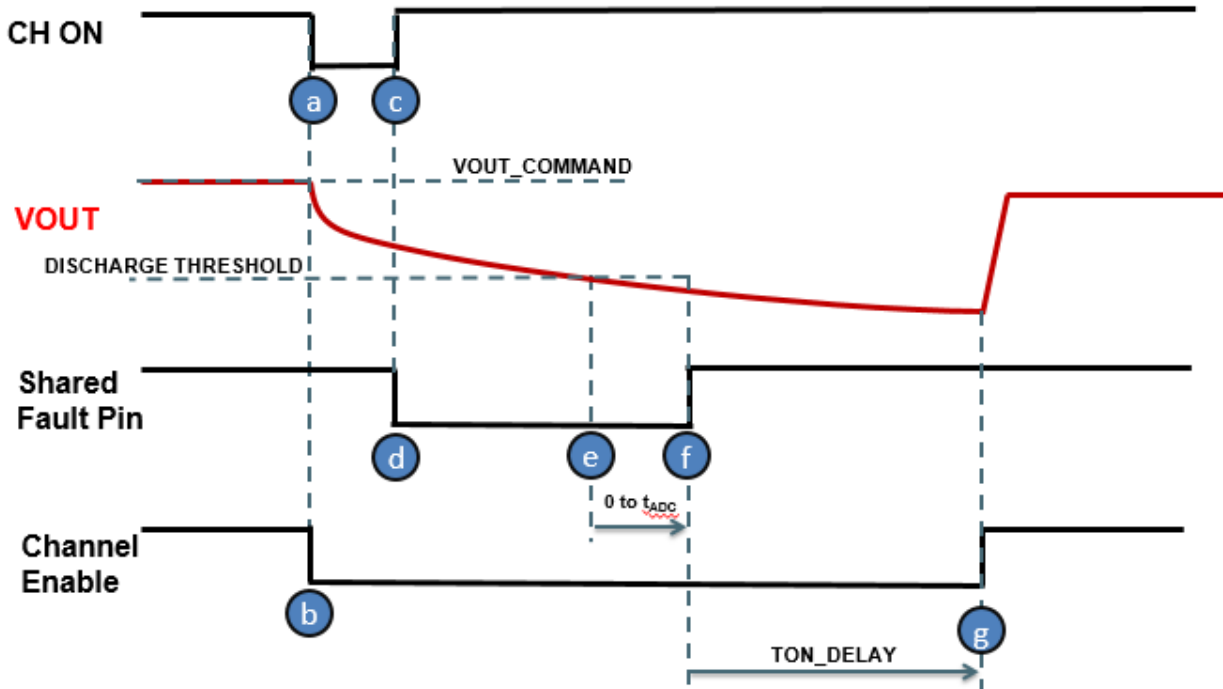 CH ON
a
c
VOUT_COMMAND
VOUT
DISCHARGE THRESHOLD
Shared
Fault Pin
d
e
f
0 to tADC
Channel
Enable
b
g
TON_DELAY